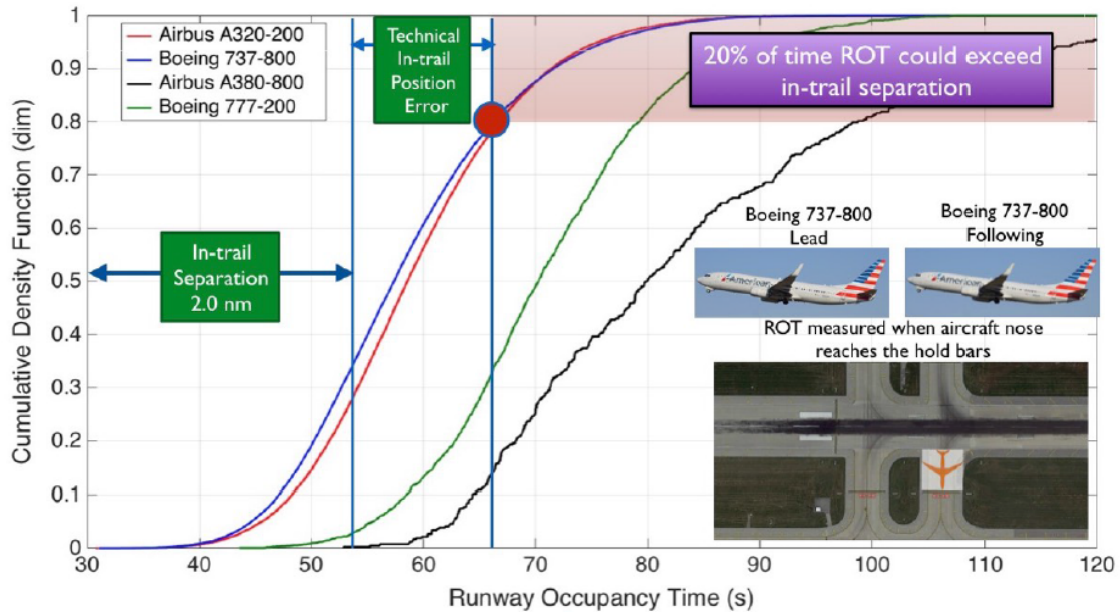 Airbus A320-200
Boeing 737-800
Airbus A380-800
Boeing 777-200
Technical
In-trail
Position
Error
20% of time ROT could exceed
in-trail separation
In-trail
Separation
2.0 nm
Boeing 737-800
Lead
Boeing 737-800
Following
American
American
ROT measured when aircraft nose
reaches the hold bars
Cumulative Density Function (dim)
1
0.9
0.8
0.7
0.6
0.5
0.4
0.3
0.2
0.1
0
30
40
50
60
70
80
90
100
110
120
Runway Occupancy Time (s)